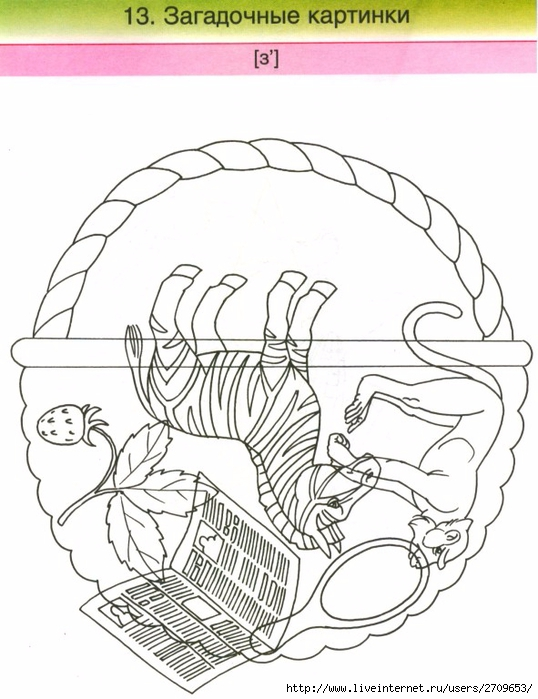 13. Загадочные картинки
[з’]
http://www.liveinternet.ru/users/2709653/